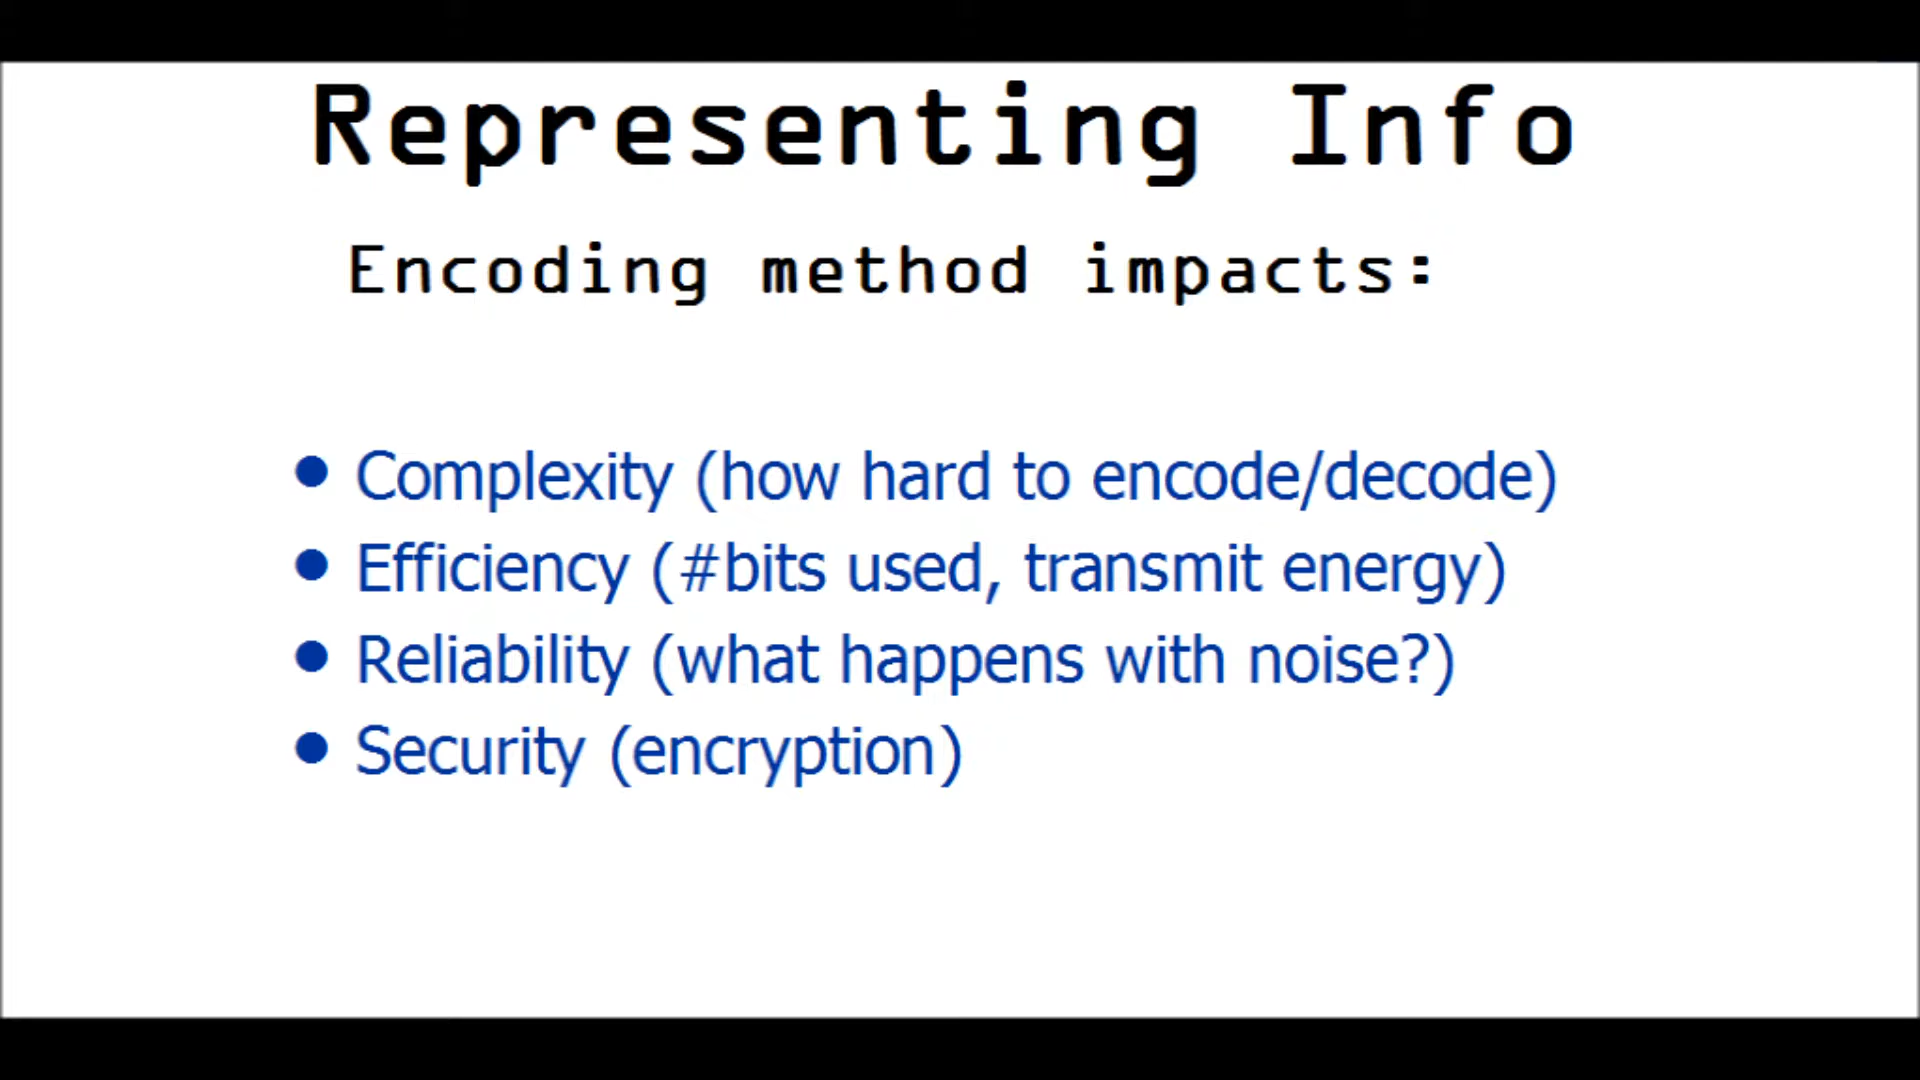 Representing Info
Encoding method impacts:
• Complexity (how hard to encode/decode)
• Efficiency (#bits used, transmit energy)
• Reliability (what happens with noise?)
• Security (encryption)